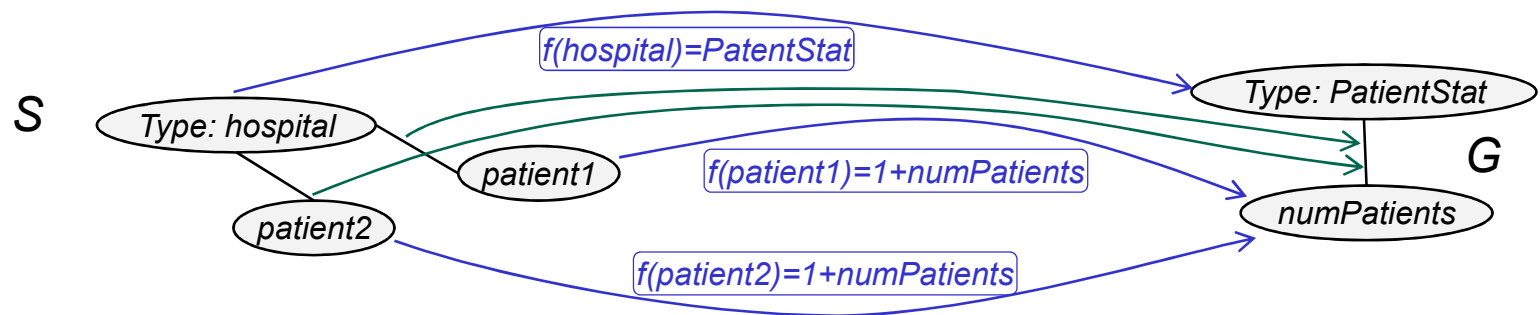 f(hospital)=PatentStat
S
Type: hospital
Type: PatientStat
patient1
f(patient1)=1+numPatients
G
patient2
numPatients
f(patient2)=1+numPatients